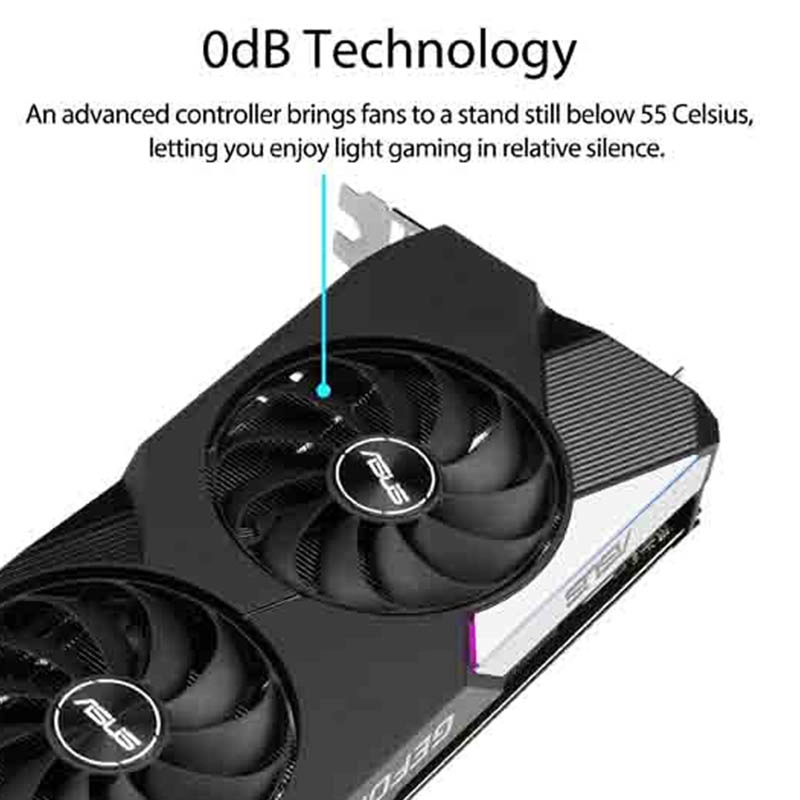 0dB Technology
An advanced controller brings fans to a stand still below 55 Celsius,
letting you enjoy light gaming in relative silence.
ASUS
ASUS
ASUS